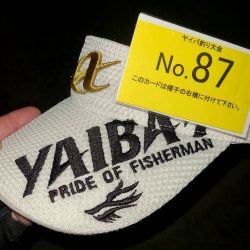 ヤイバ釣り大会
No.87
このカードは帽子の右横に付けて下さい。
YAIBA
PRIDE OF FISHERMAN